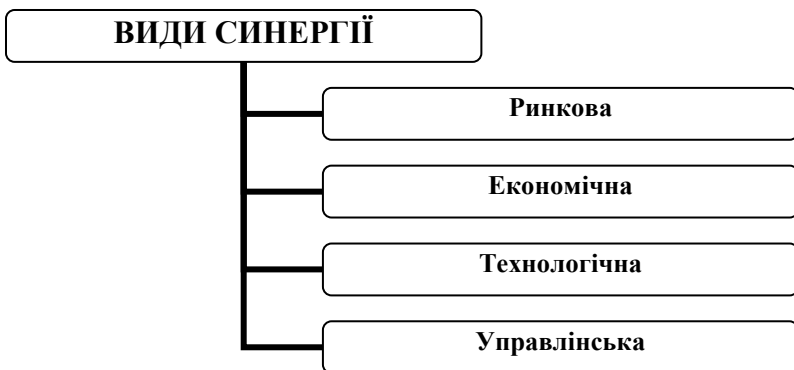 ВИДИ СИНЕРГІЇ
Ринкова
Економічна
Технологічна
Управлінська